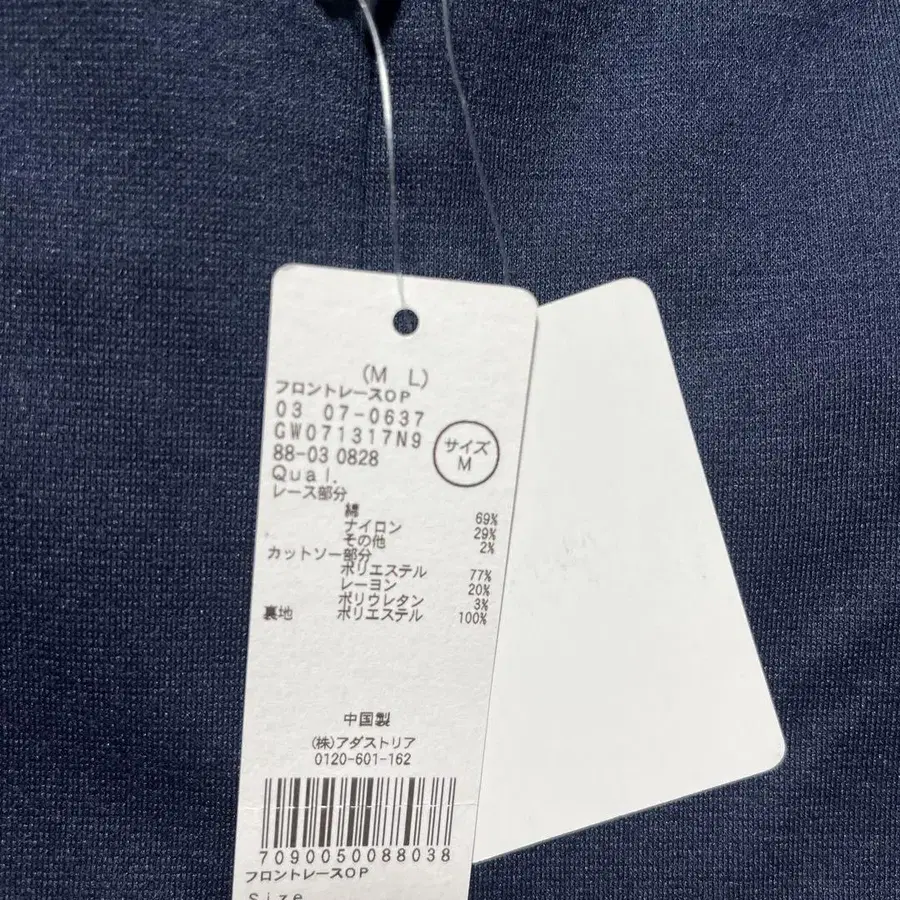 (M L)
フロントレースOP
03 07-0637
GW071317N9
88-03 0828
サイズ
M
Qual.
レース部分
綿 69%
ナイロン 29%
その他 2%
カットソー部分
ポリエステル 77%
レーヨン 20%
ポリウレタン 3%
裏地 ポリエステル 100%
中国製
(株)アダストリア
0120-601-162
7090050088038
フロントレースOP
Size